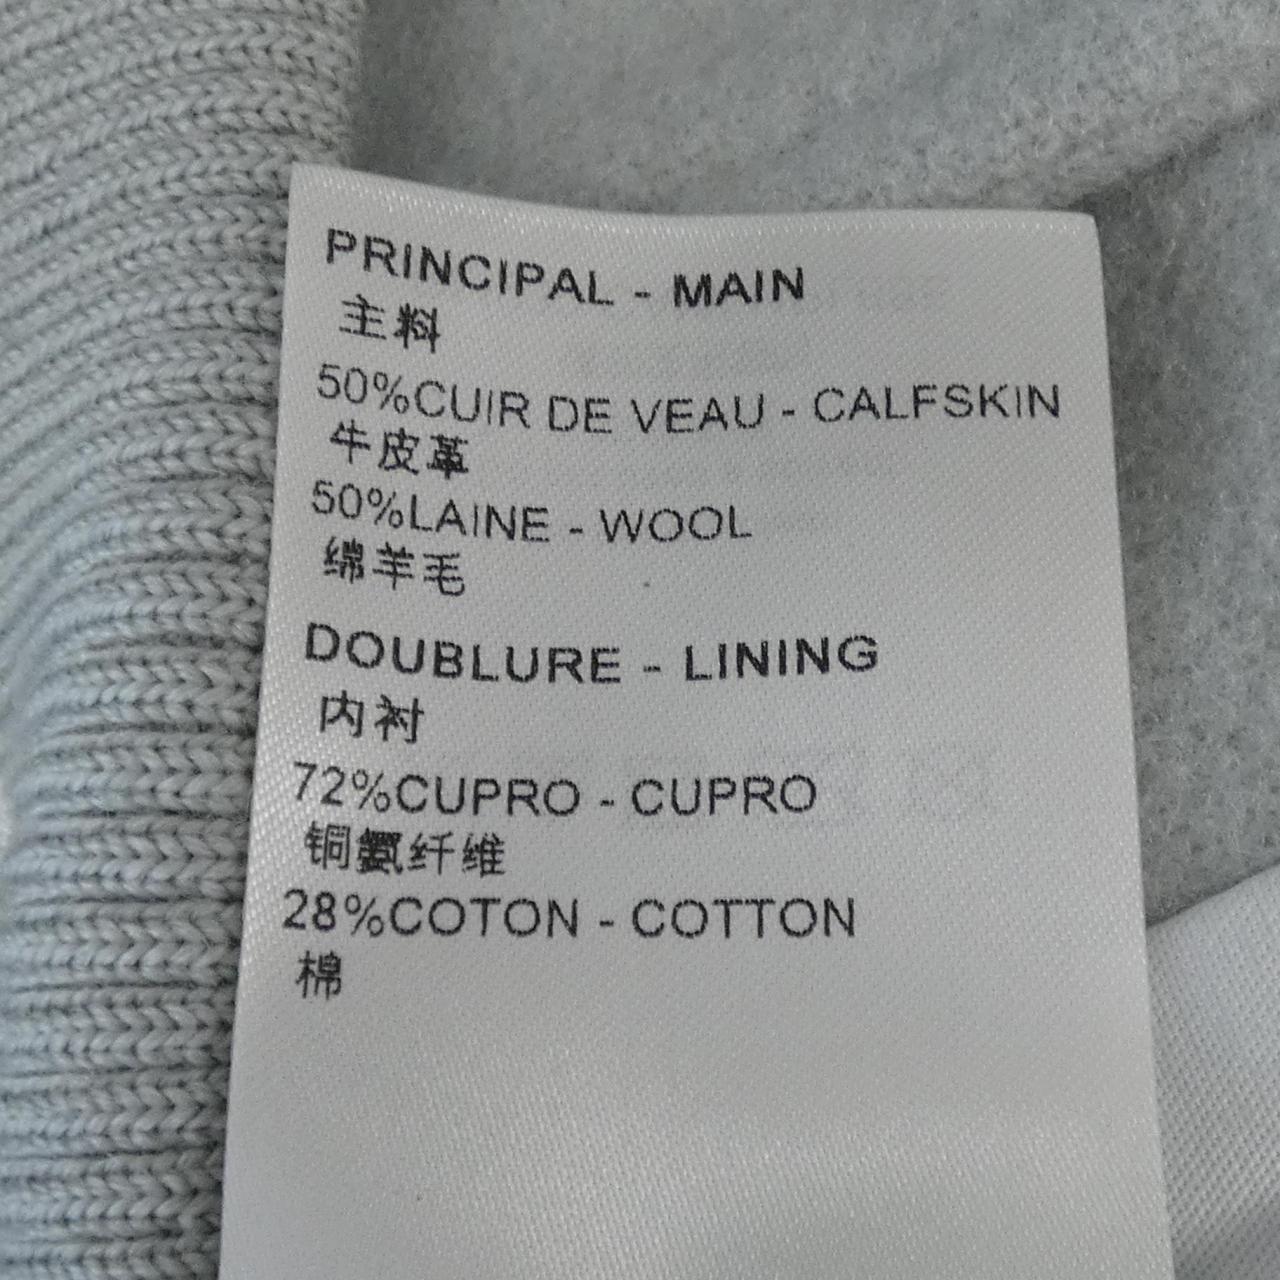 PRINCIPAL - MAIN
主料
50%CUIR DE VEAU - CALFSKIN
牛皮革
50%LAINE - WOOL
绵羊毛
DOUBLURE - LINING
内衬
72%CUPRO - CUPRO
铜氨纤维
28%COTON - COTTON
棉